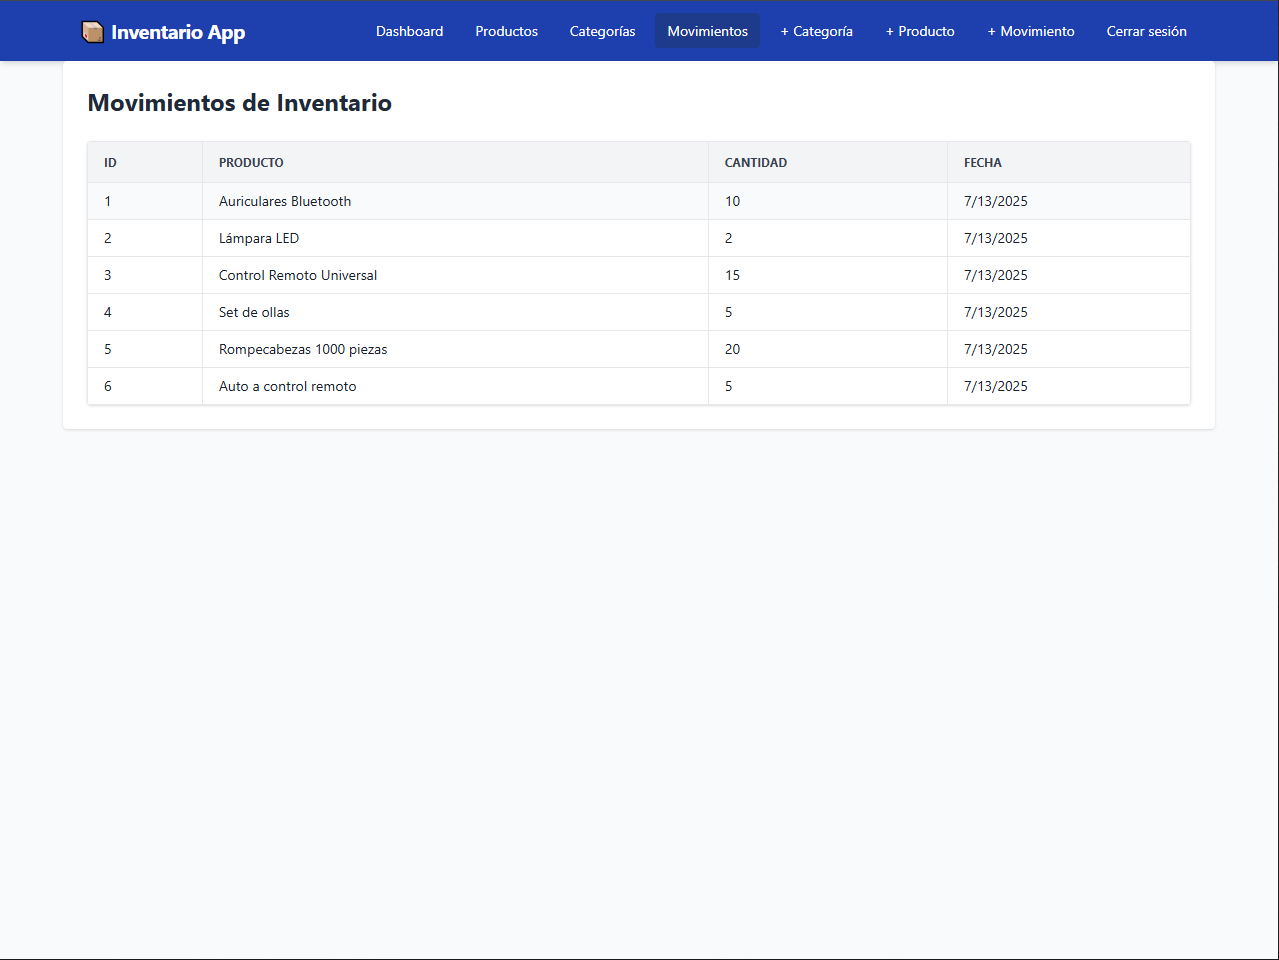 Inventario App Dashboard Productos Categorías Movimientos + Categoría + Producto + Movimiento Cerrar sesión
Movimientos de Inventario
ID PRODUCTO CANTIDAD FECHA
1 Auriculares Bluetooth 10 7/13/2025
2 Lámpara LED 2 7/13/2025
3 Control Remoto Universal 15 7/13/2025
4 Set de ollas 5 7/13/2025
5 Rompecabezas 1000 piezas 20 7/13/2025
6 Auto a control remoto 5 7/13/2025